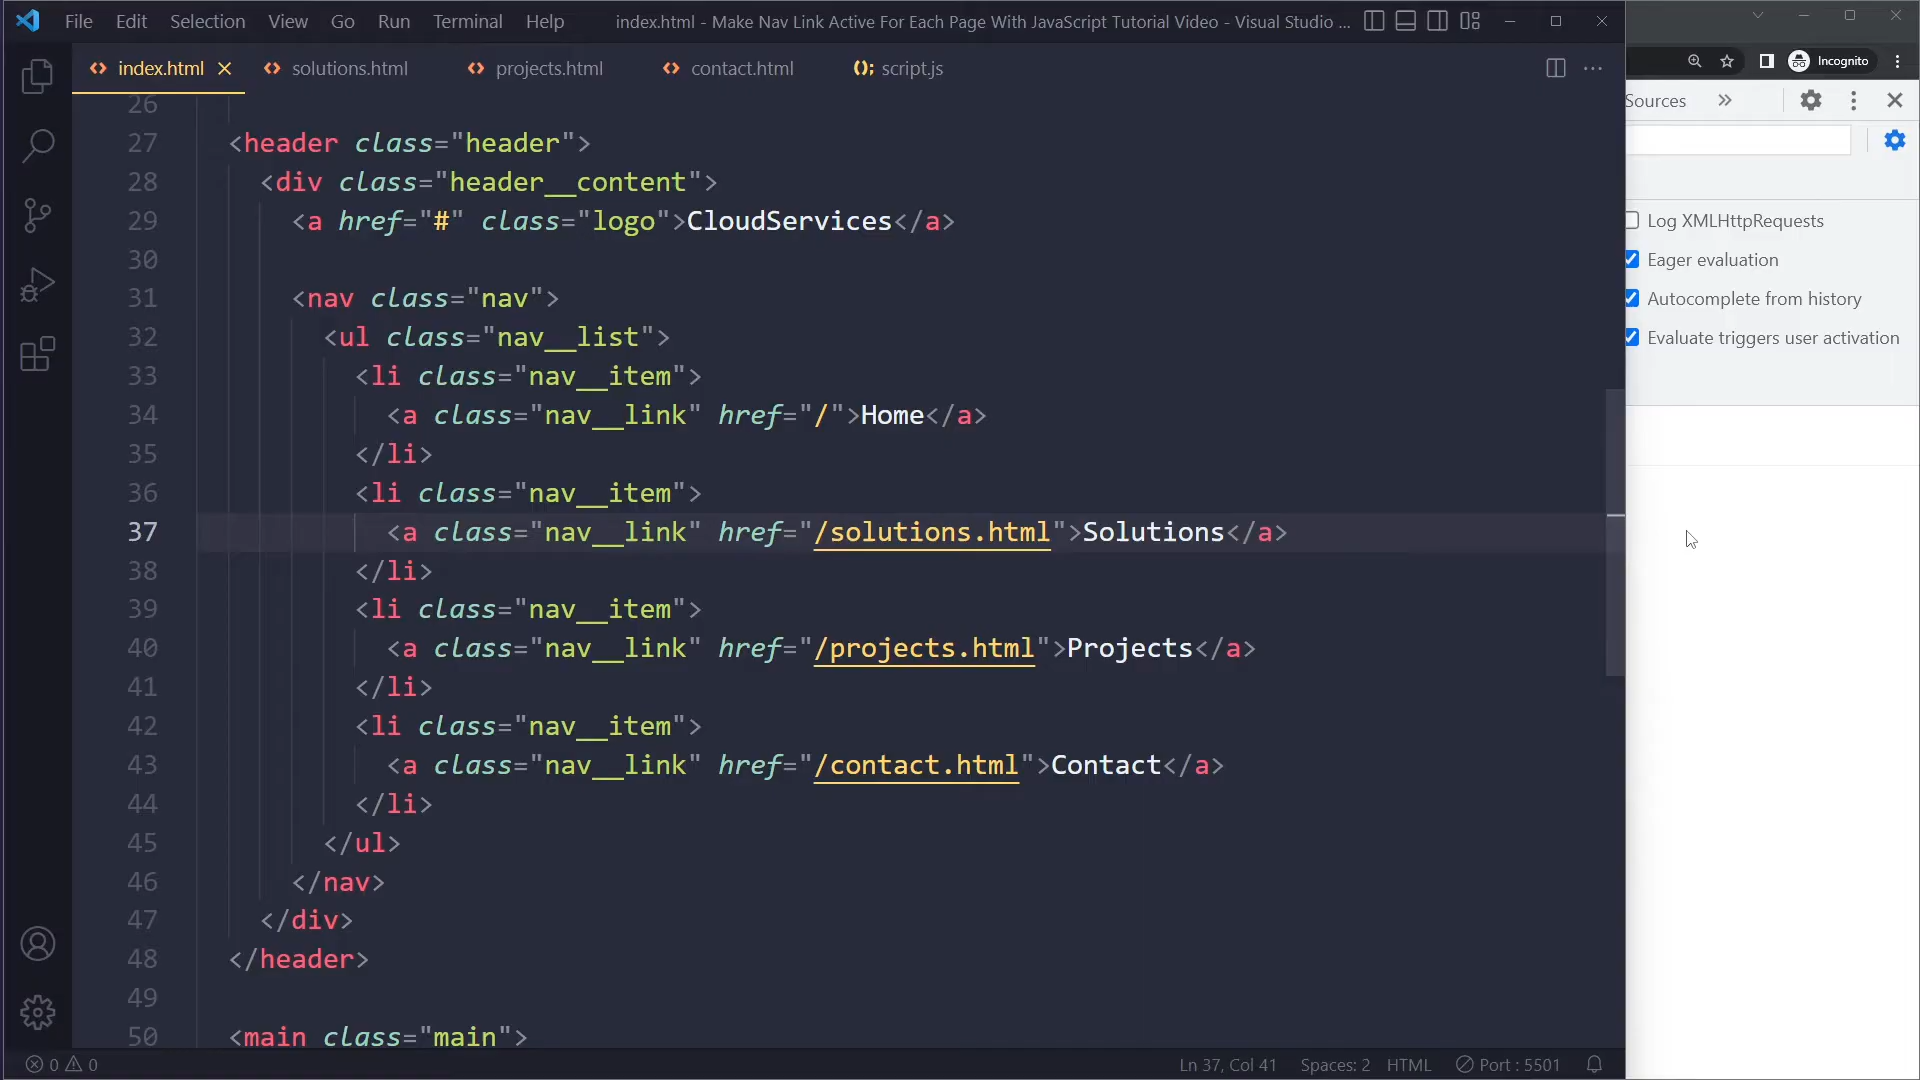 File Edit Selection View Go Run Terminal Help index.html - Make Nav Link Active For Each Page With JavaScript Tutorial Video - Visual Studio ...
index.html solutions.html projects.html contact.html script.js
26
27 <header class="header">
28 <div class="header__content">
29 <a href="#" class="logo">CloudServices</a>
30
31 <nav class="nav">
32 <ul class="nav__list">
33 <li class="nav__item">
34 <a class="nav__link" href="/">Home</a>
35 </li>
36 <li class="nav__item">
37 <a class="nav__link" href="/solutions.html">Solutions</a>
38 </li>
39 <li class="nav__item">
40 <a class="nav__link" href="/projects.html">Projects</a>
41 </li>
42 <li class="nav__item">
43 <a class="nav__link" href="/contact.html">Contact</a>
44 </li>
45 </ul>
46 </nav>
47 </div>
48 </header>
49
50 <main class="main">
0 0 Ln 37, Col 41 Spaces: 2 HTML Port : 5501
Incognito
Sources
Log XMLHttpRequests
Eager evaluation
Autocomplete from history
Evaluate triggers user activation